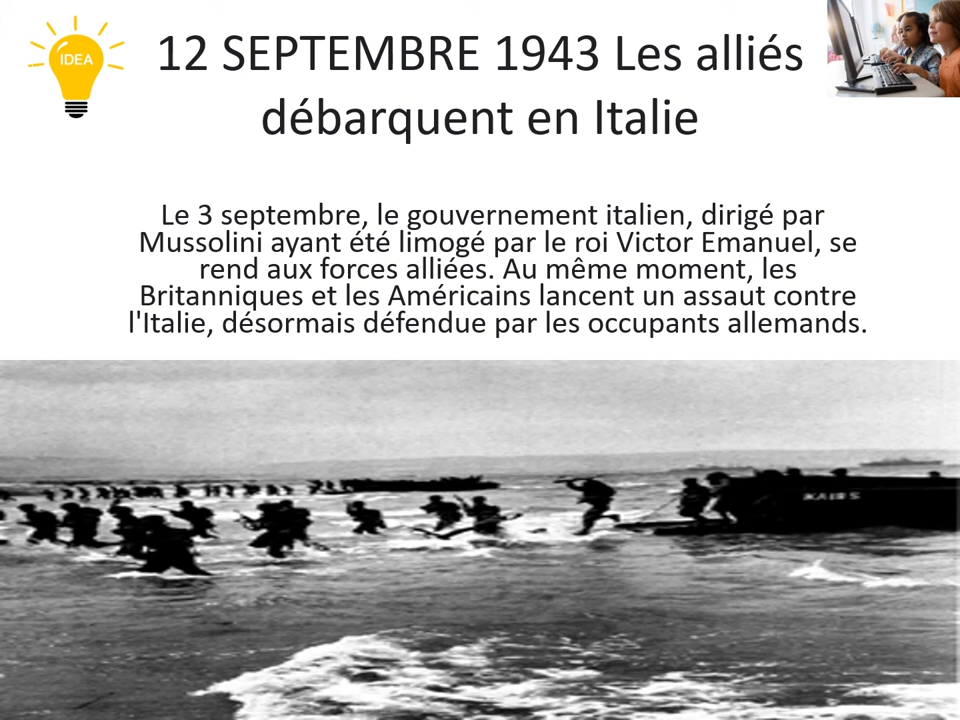 IDEA
12 SEPTEMBRE 1943 Les alliés
débarquent en Italie
Le 3 septembre, le gouvernement italien, dirigé par
Mussolini ayant été limogé par le roi Victor Emanuel, se
rend aux forces alliées. Au même moment, les
Britanniques et les Américains lancent un assaut contre
l'Italie, désormais défendue par les occupants allemands.